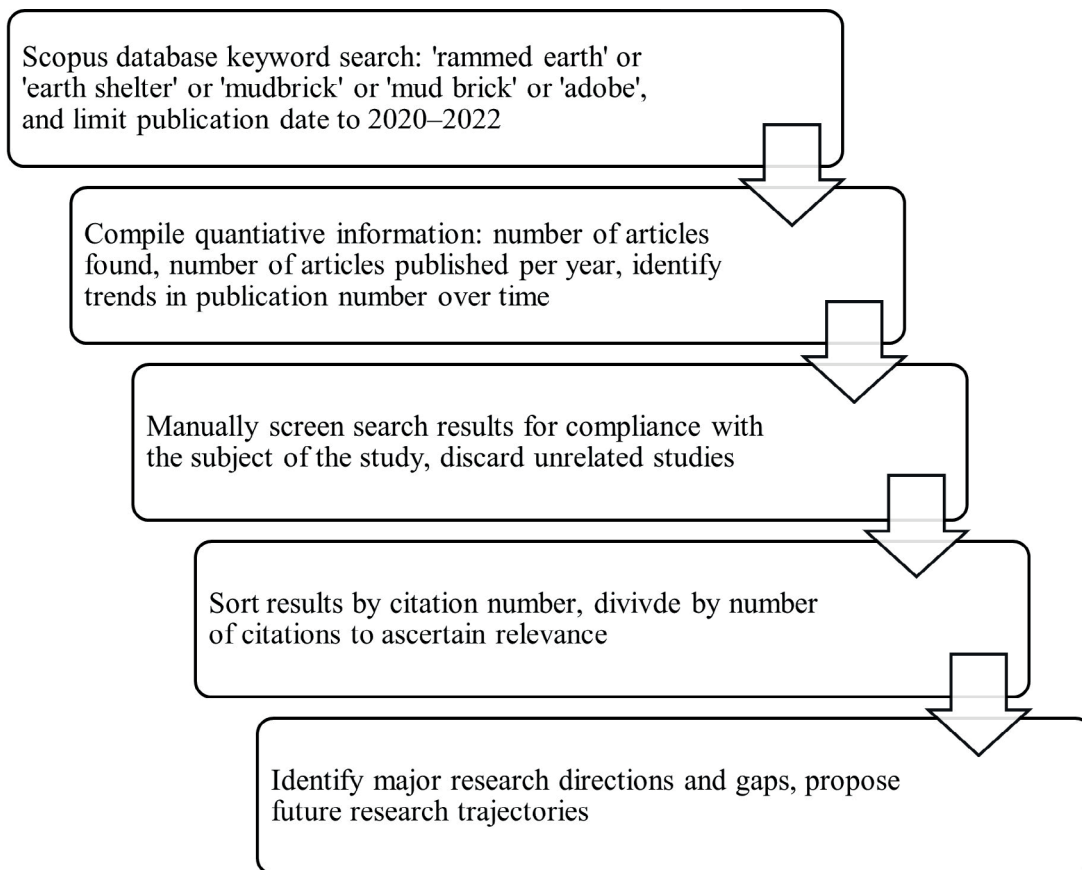 Scopus database keyword search: 'rammed earth' or
'earth shelter' or 'mudbrick' or 'mud brick' or 'adobe',
and limit publication date to 2020–2022
Compile quantiative information: number of articles
found, number of articles published per year, identify
trends in publication number over time
Manually screen search results for compliance with
the subject of the study, discard unrelated studies
Sort results by citation number, divivde by number
of citations to ascertain relevance
Identify major research directions and gaps, propose
future research trajectories